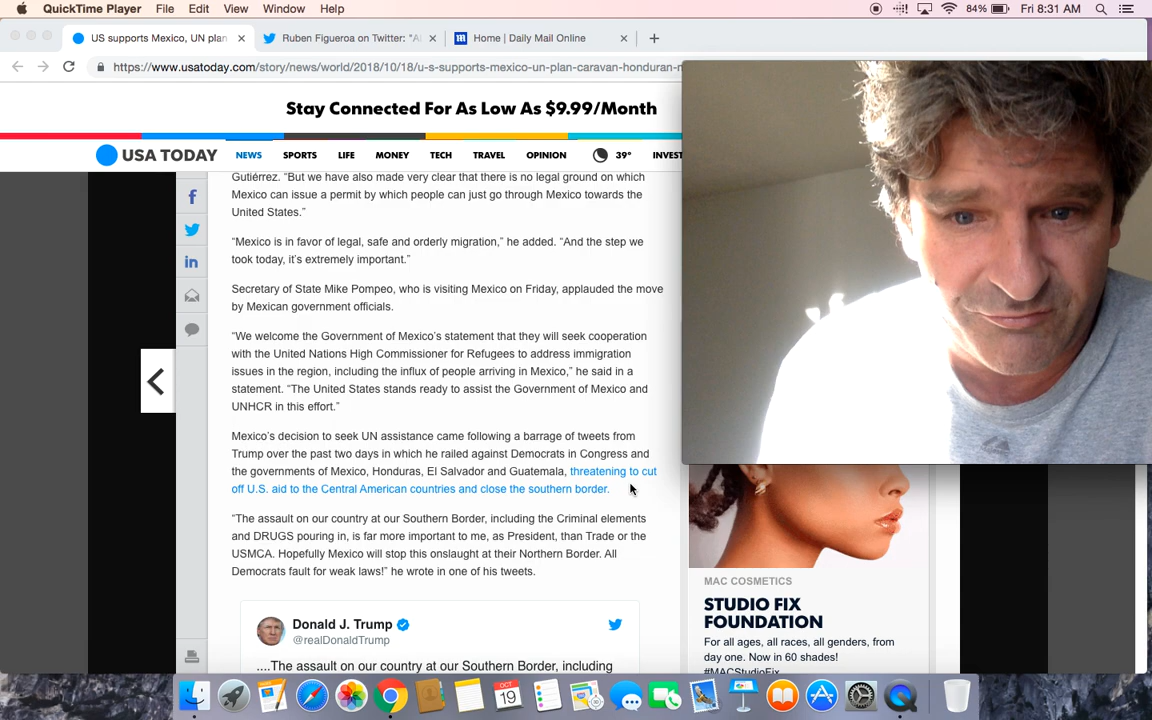 QuickTime Player File Edit View Window Help 84% Fri 8:31 AM
US supports Mexico, UN plan × Ruben Figueroa on Twitter: "Al × Home | Daily Mail Online × +
https://www.usatoday.com/story/news/world/2018/10/18/u-s-supports-mexico-un-plan-caravan-honduran-m
Stay Connected For As Low As $9.99/Month
USA TODAY NEWS SPORTS LIFE MONEY TECH TRAVEL OPINION 39° INVEST
Gutiérrez. “But we have also made very clear that there is no legal ground on which
Mexico can issue a permit by which people can just go through Mexico towards the
United States.”
“Mexico is in favor of legal, safe and orderly migration,” he added. “And the step we
took today, it’s extremely important.”
Secretary of State Mike Pompeo, who is visiting Mexico on Friday, applauded the move
by Mexican government officials.
“We welcome the Government of Mexico’s statement that they will seek cooperation
with the United Nations High Commissioner for Refugees to address immigration
issues in the region, including the influx of people arriving in Mexico,” he said in a
statement. “The United States stands ready to assist the Government of Mexico and
UNHCR in this effort.”
Mexico’s decision to seek UN assistance came following a barrage of tweets from
Trump over the past two days in which he railed against Democrats in Congress and
the governments of Mexico, Honduras, El Salvador and Guatemala, threatening to cut
off U.S. aid to the Central American countries and close the southern border.
“The assault on our country at our Southern Border, including the Criminal elements
and DRUGS pouring in, is far more important to me, as President, than Trade or the
USMCA. Hopefully Mexico will stop this onslaught at their Northern Border. All
Democrats fault for weak laws!” he wrote in one of his tweets.
Donald J. Trump
@realDonaldTrump
....The assault on our country at our Southern Border, including
MAC COSMETICS
STUDIO FIX
FOUNDATION
For all ages, all races, all genders, from
day one. Now in 60 shades!
#MACStudioFix
OCT
19